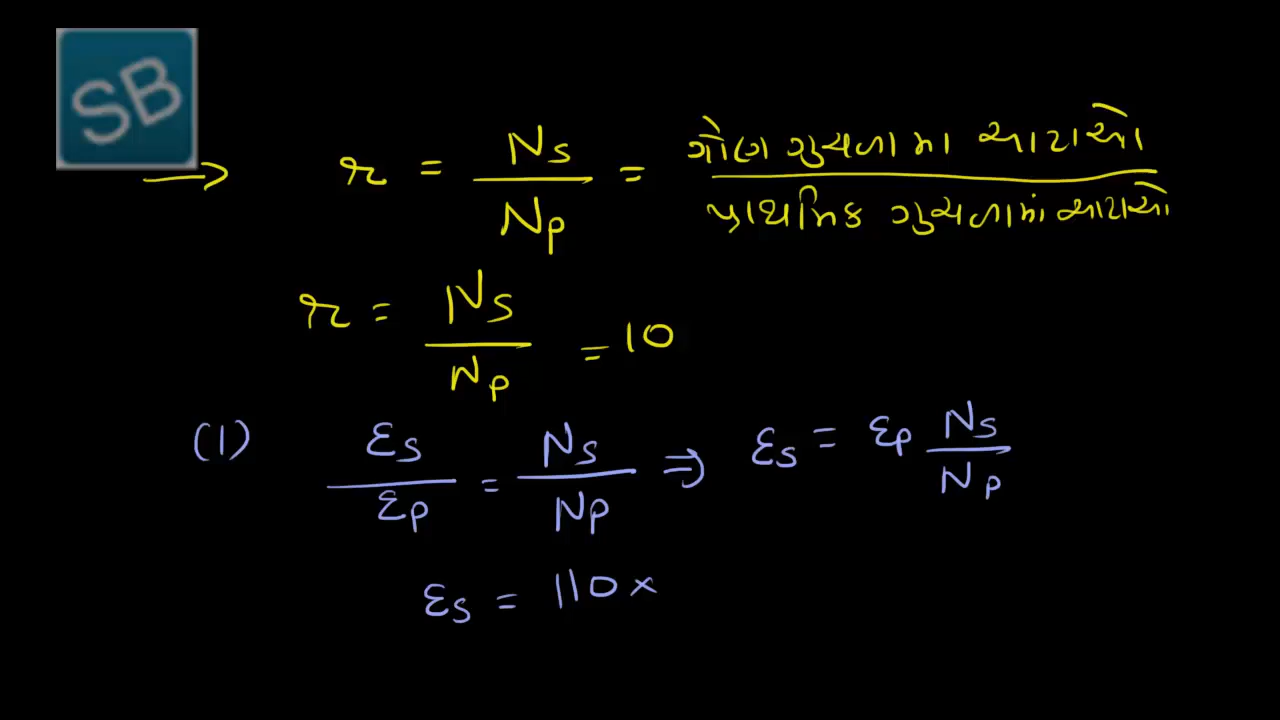 SB
→ r = Ns/Np = ગૌણ ગુચળામાં આંટાઓ/પ્રાથમિક ગુચળામાં આંટાઓ
r = Ns/Np = 10
(1) εs/εp = Ns/Np ⇒ εs = εp Ns/Np
εs = 110 ×